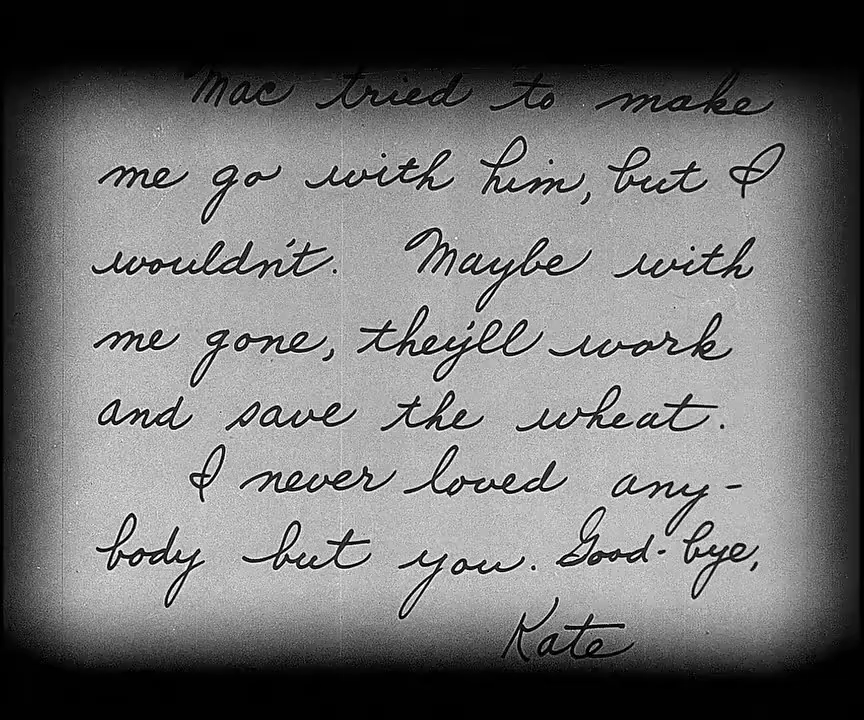 Mac tried to make
me go with him, but I
wouldn't. Maybe with
me gone, they'll work
and save the wheat.
I never loved any-
body but you. Good-bye,
Kate